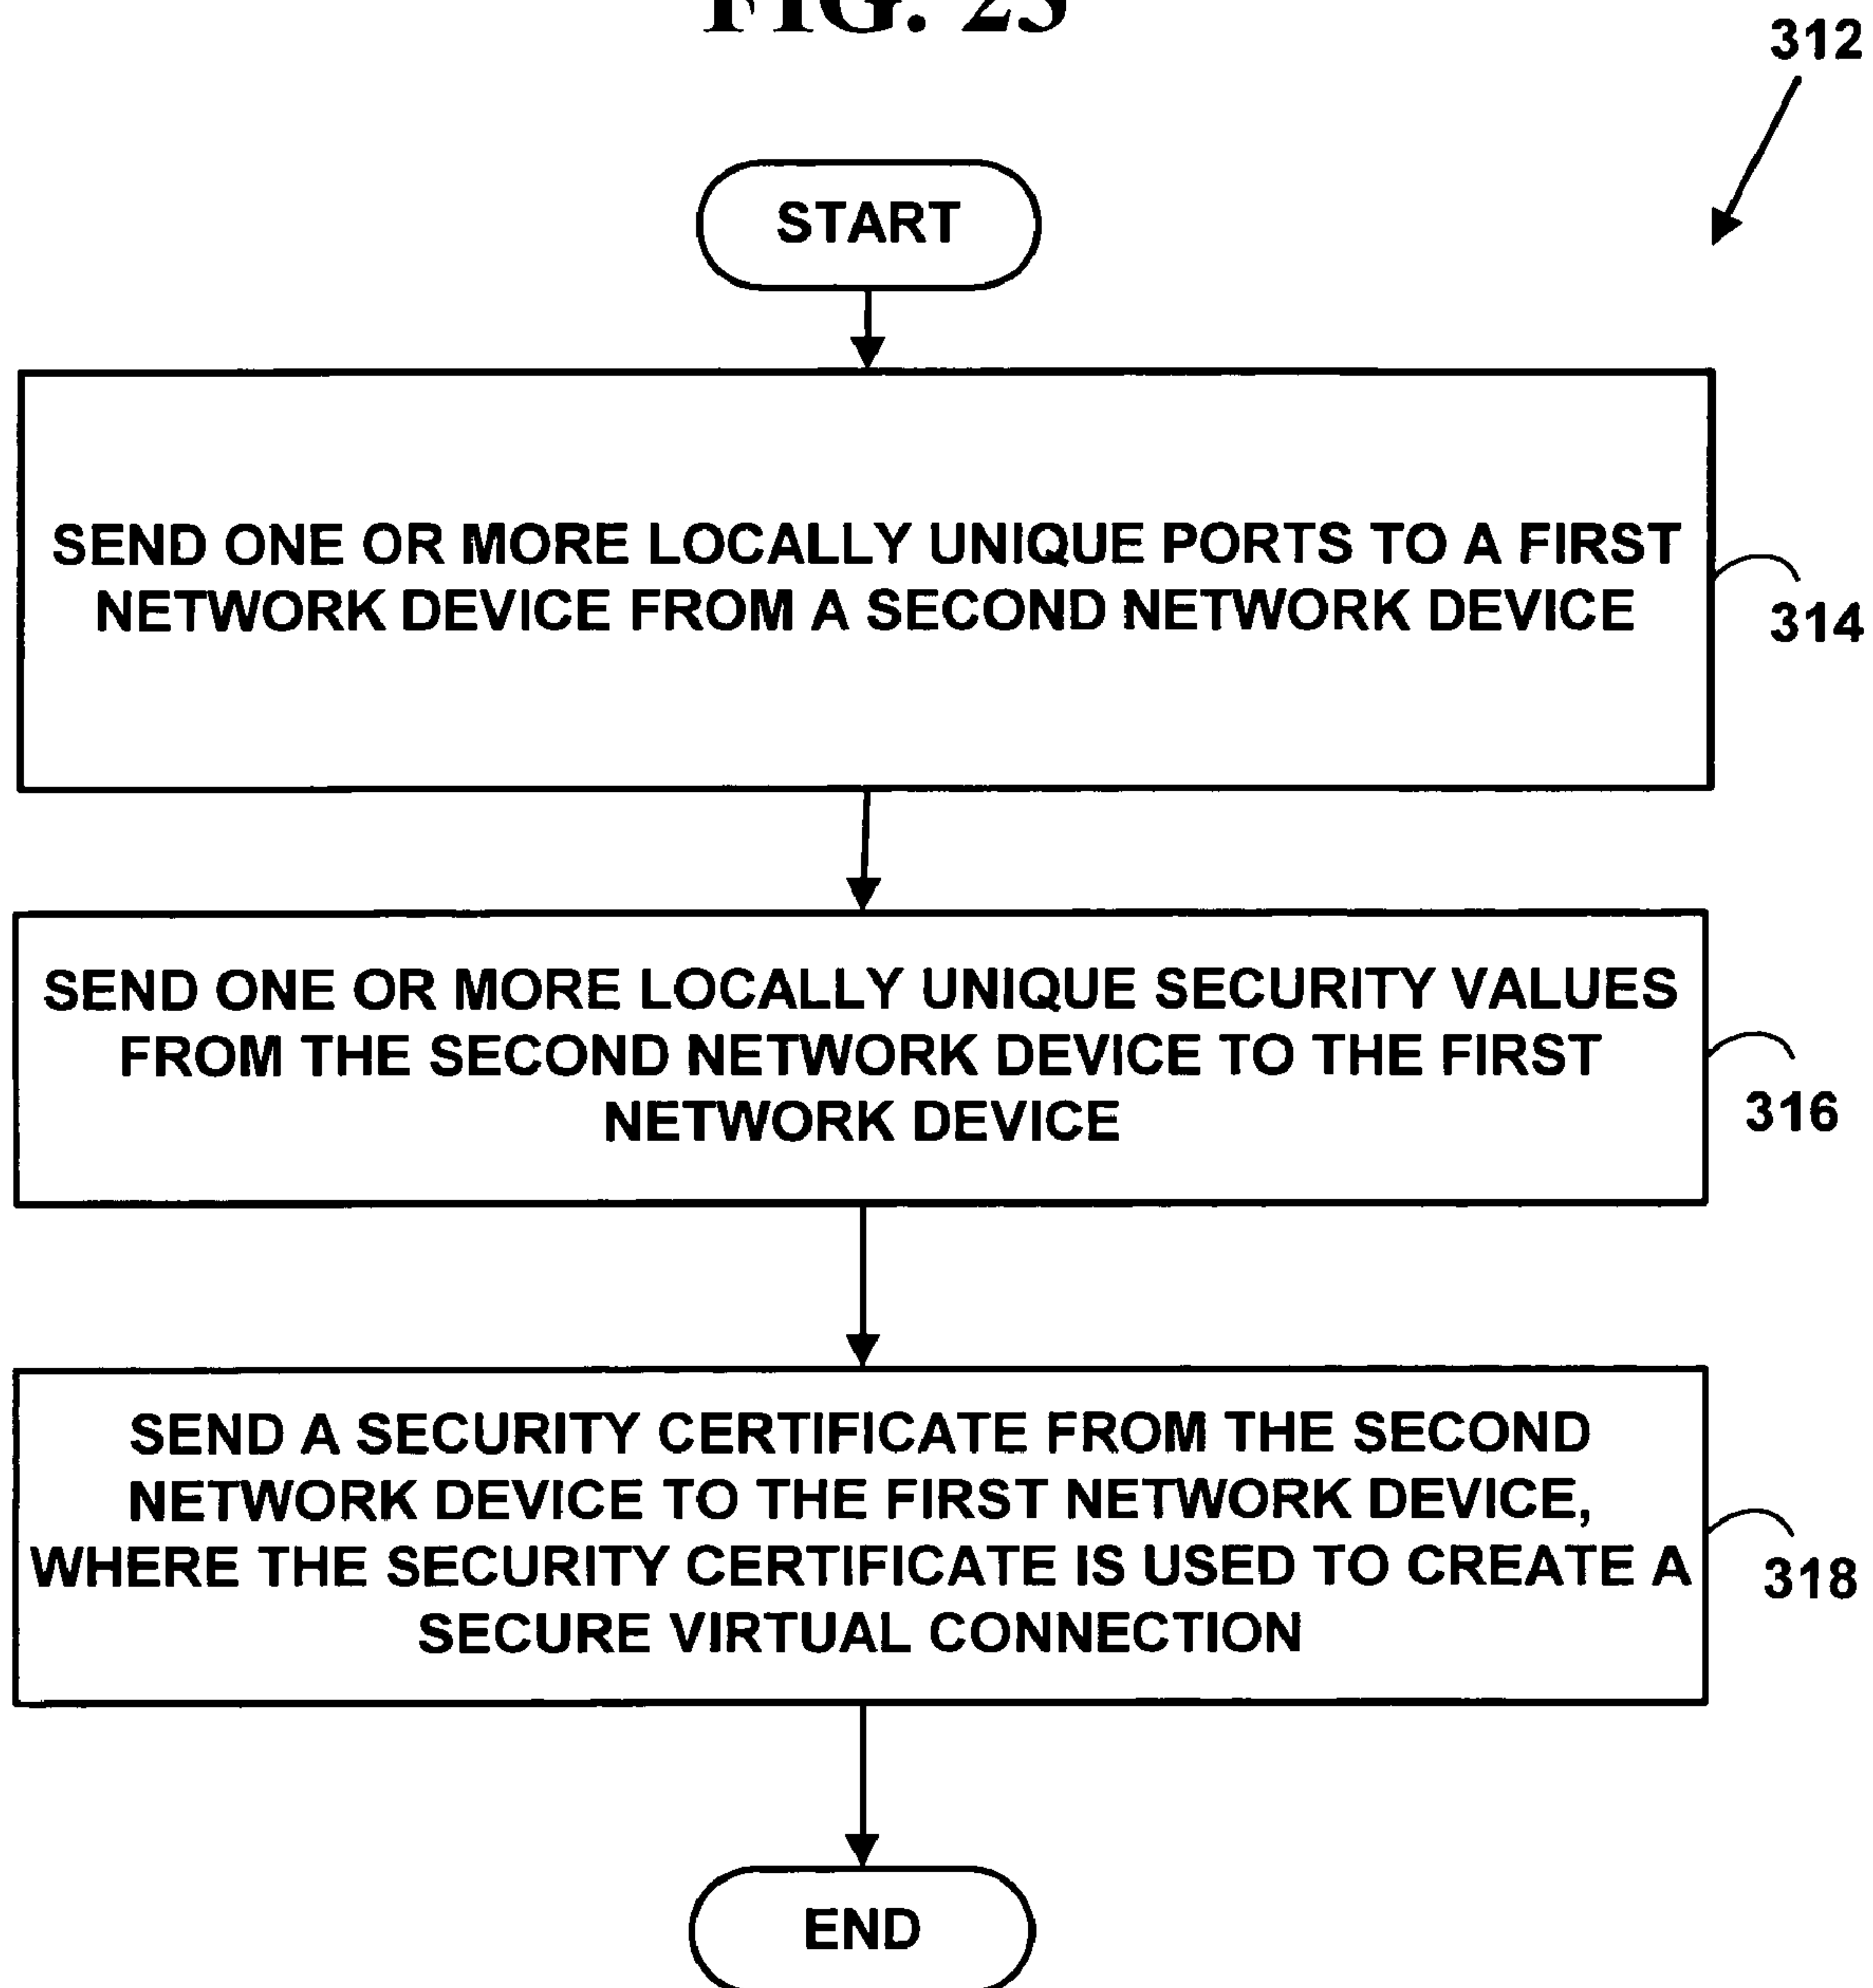 FIG.
312
START
SEND ONE OR MORE LOCALLY UNIQUE PORTS TO A FIRST
NETWORK DEVICE FROM A SECOND NETWORK DEVICE
314
SEND ONE OR MORE LOCALLY UNIQUE SECURITY VALUES
FROM THE SECOND NETWORK DEVICE TO THE FIRST
NETWORK DEVICE
316
SEND A SECURITY CERTIFICATE FROM THE SECOND
NETWORK DEVICE TO THE FIRST NETWORK DEVICE,
WHERE THE SECURITY CERTIFICATE IS USED TO CREATE A
SECURE VIRTUAL CONNECTION
318
END